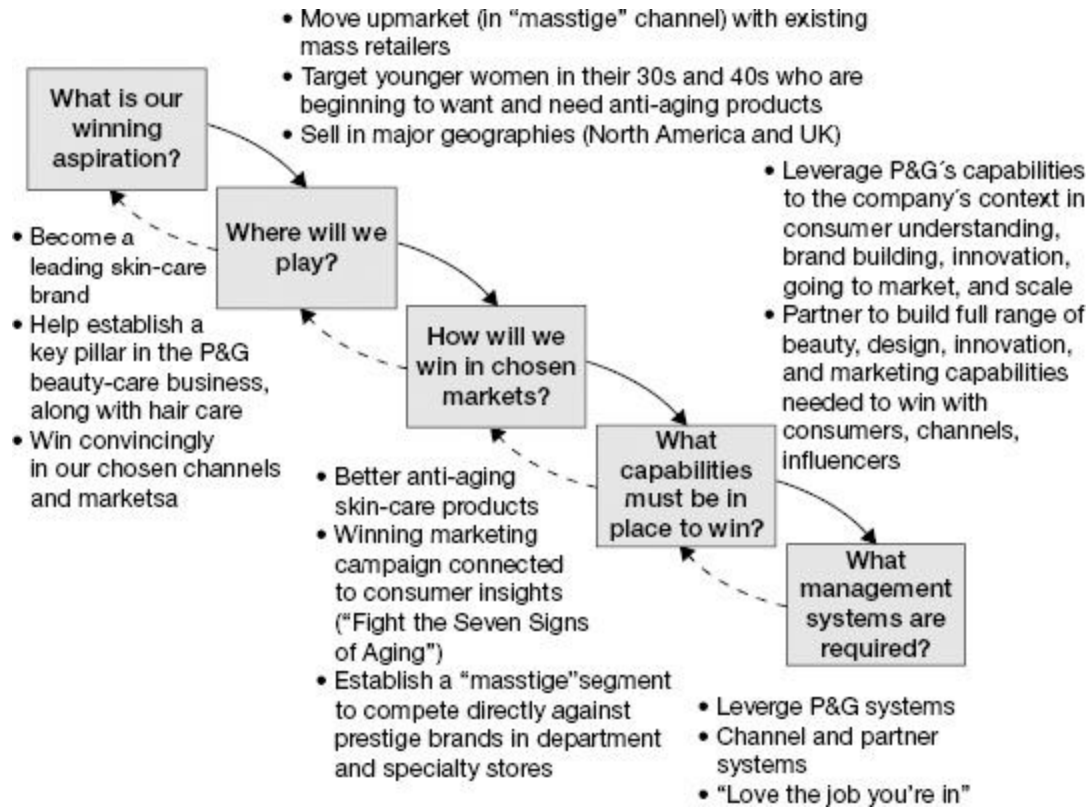 • Move upmarket (in “masstige” channel) with existing
mass retailers
• Target younger women in their 30s and 40s who are
beginning to want and need anti-aging products
• Sell in major geographies (North America and UK)
What is our
winning
aspiration?
• Become a
leading skin-care
brand
• Help establish a
key pillar in the P&G
beauty-care business,
along with hair care
• Win convincingly
in our chosen channels
and marketsa
Where will we
play?
How will we
win in chosen
markets?
• Better anti-aging
skin-care products
• Winning marketing
campaign connected
to consumer insights
(“Fight the Seven Signs
of Aging”)
• Establish a “masstige”segment
to compete directly against
prestige brands in department
and specialty stores
• Leverage P&G´s capabilities
to the company´s context in
consumer understanding,
brand building, innovation,
going to market, and scale
• Partner to build full range of
beauty, design, innovation,
and marketing capabilities
needed to win with
consumers, channels,
influencers
What
capabilities
must be in
place to win?
What
management
systems are
required?
• Leverge P&G systems
• Channel and partner
systems
• “Love the job you're in”